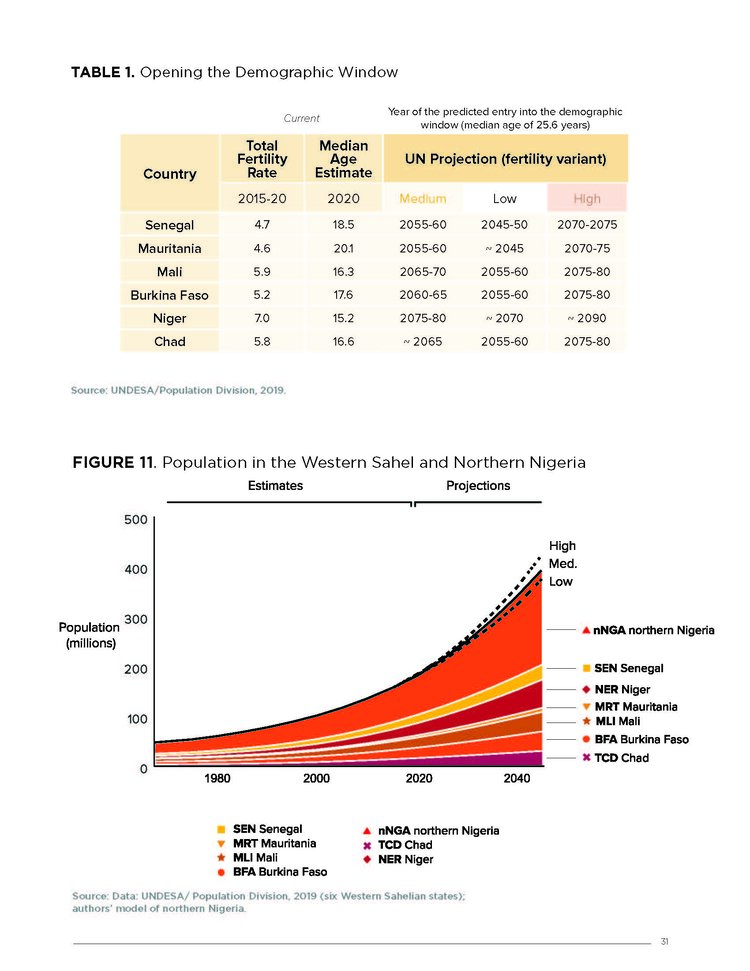 TABLE 1. Opening the Demographic Window
Current
Year of the predicted entry into the demographic
window (median age of 25.6 years)
Country
Total
Fertility
Rate
Median
Age
Estimate
UN Projection (fertility variant)
2015-20 2020 Medium Low High
Senegal 4.7 18.5 2055-60 2045-50 2070-2075
Mauritania 4.6 20.1 2055-60 ~ 2045 2070-75
Mali 5.9 16.3 2065-70 2055-60 2075-80
Burkina Faso 5.2 17.6 2060-65 2055-60 2075-80
Niger 7.0 15.2 2075-80 ~ 2070 ~ 2090
Chad 5.8 16.6 ~ 2065 2055-60 2075-80
Source: UNDESA/Population Division, 2019.
FIGURE 11. Population in the Western Sahel and Northern Nigeria
Estimates Projections
500
400
300
200
100
0
Population
(millions)
1980 2000 2020 2040
High
Med.
Low
nNGA northern Nigeria
SEN Senegal
NER Niger
MRT Mauritania
MLI Mali
BFA Burkina Faso
TCD Chad
SEN Senegal
MRT Mauritania
MLI Mali
BFA Burkina Faso
nNGA northern Nigeria
TCD Chad
NER Niger
Source: Data: UNDESA/ Population Division, 2019 (six Western Sahelian states);
authors' model of northern Nigeria.
31